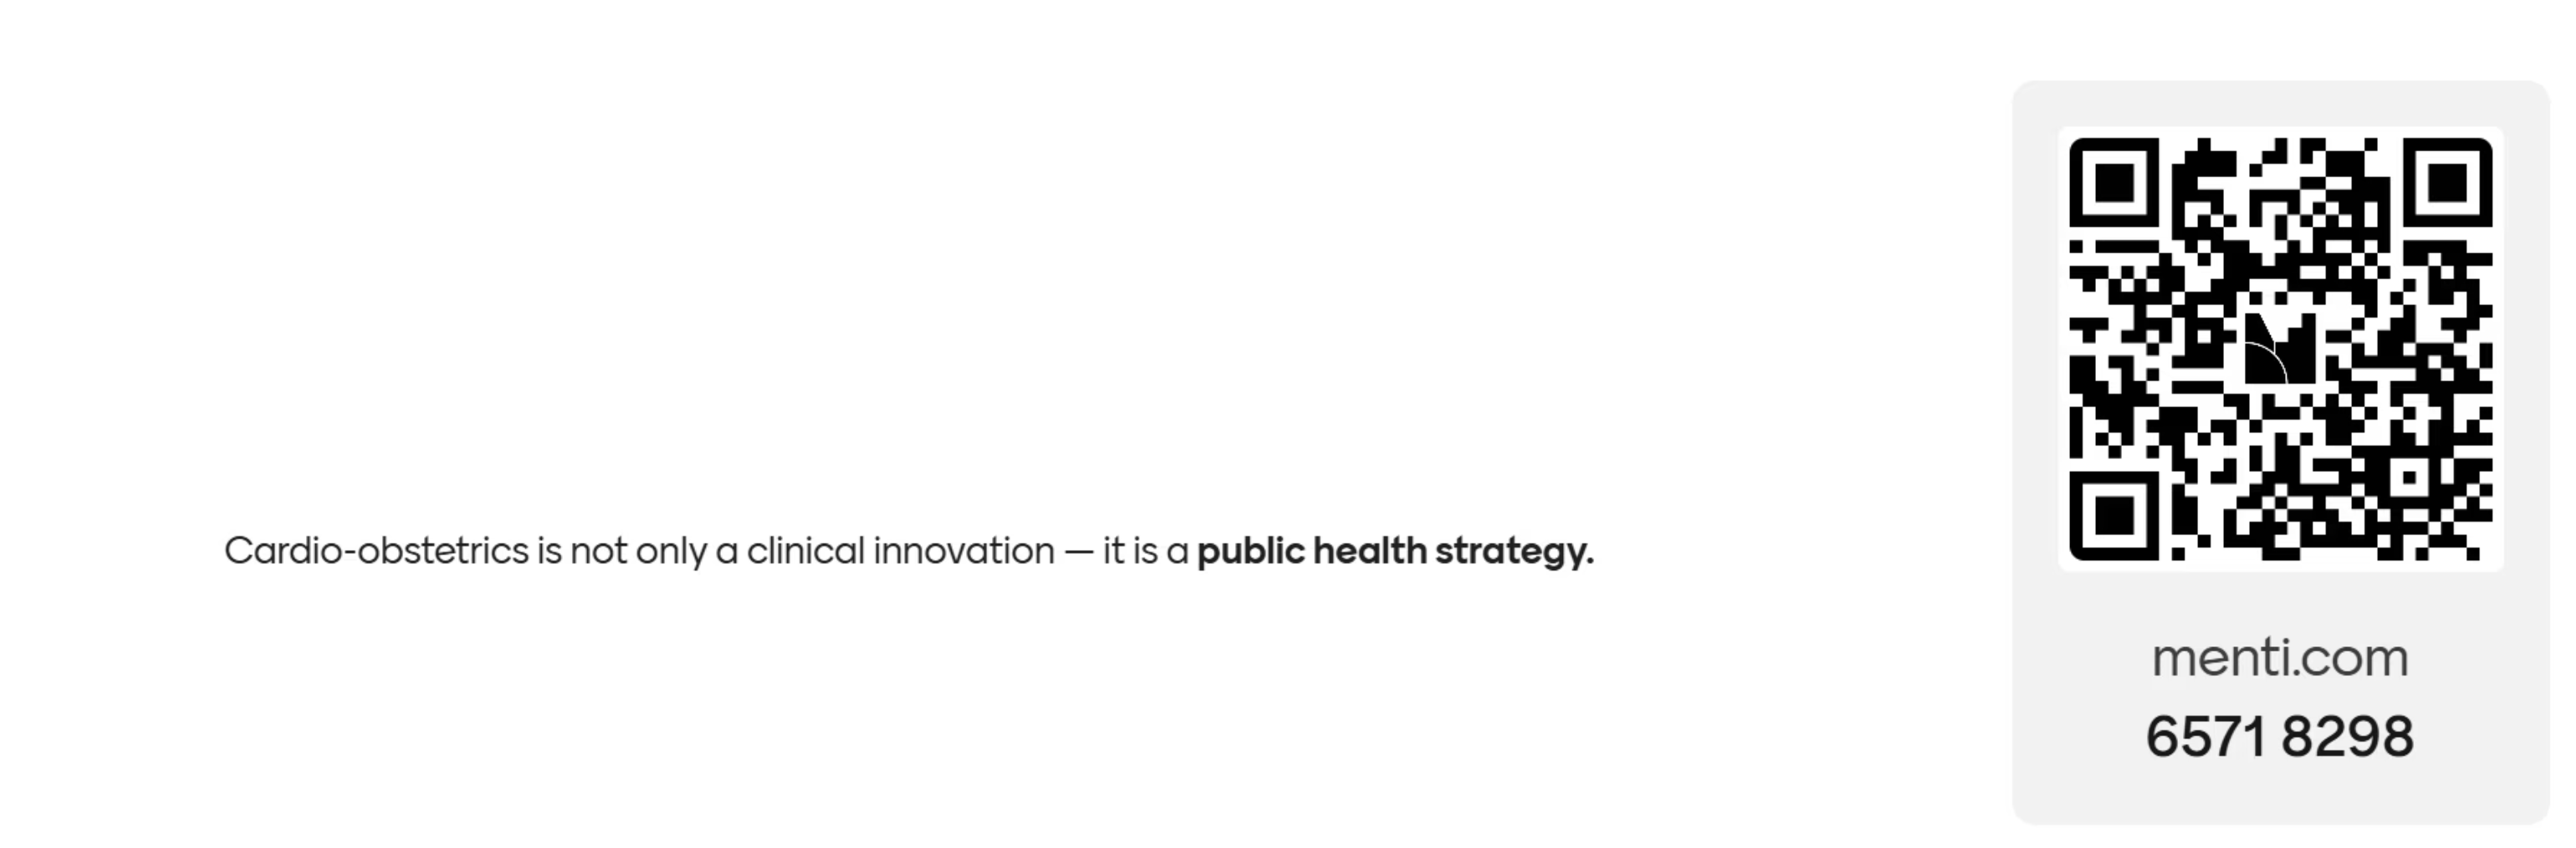 Cardio-obstetrics is not only a clinical innovation — it is a public health strategy.
menti.com
6571 8298